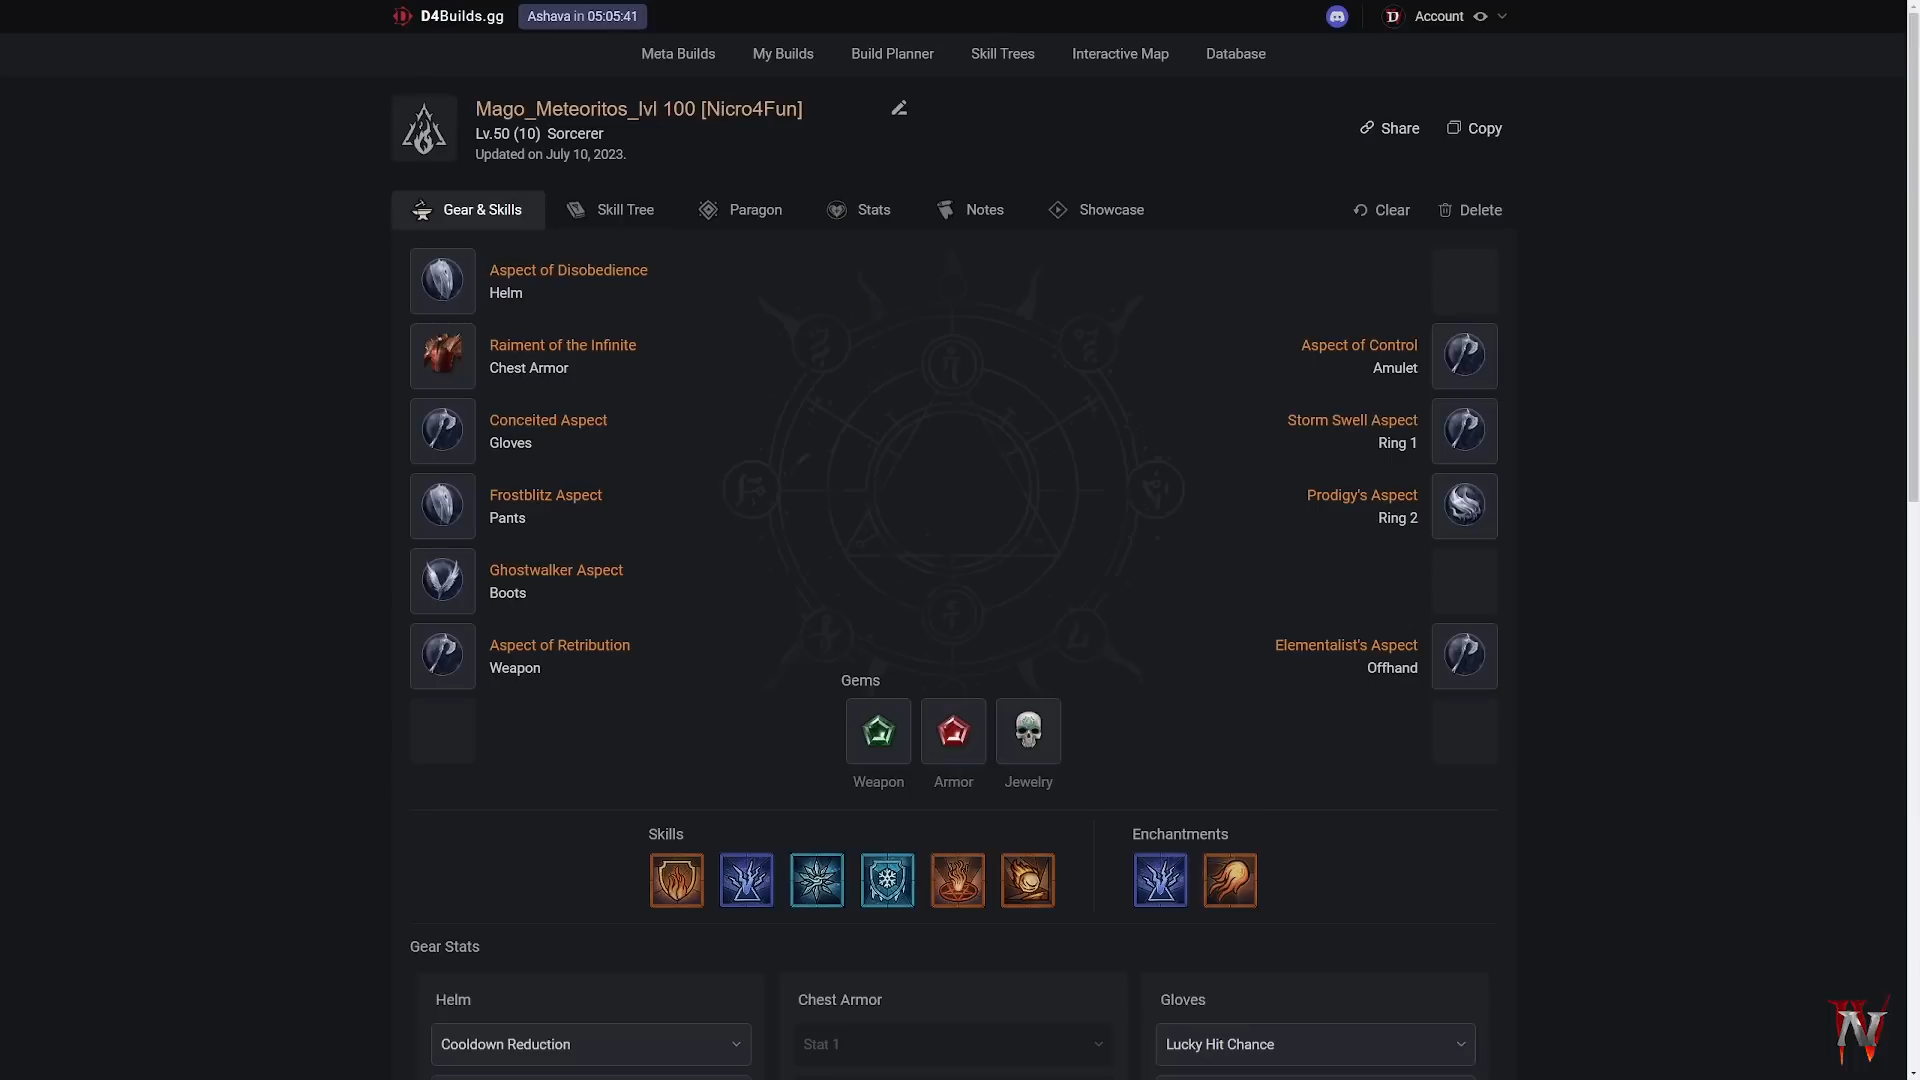 D4Builds.gg
Ashava in 05:05:41
Account
Meta Builds
My Builds
Build Planner
Skill Trees
Interactive Map
Database
Mago_Meteoritos_lvl 100 [Nicro4Fun]
Lv.50 (10) Sorcerer
Updated on July 10, 2023.
Share
Copy
Gear & Skills
Skill Tree
Paragon
Stats
Notes
Showcase
Clear
Delete
Aspect of Disobedience
Helm
Raiment of the Infinite
Chest Armor
Aspect of Control
Amulet
Conceited Aspect
Gloves
Storm Swell Aspect
Ring 1
Frostblitz Aspect
Pants
Prodigy's Aspect
Ring 2
Ghostwalker Aspect
Boots
Aspect of Retribution
Weapon
Elementalist's Aspect
Offhand
Gems
Weapon
Armor
Jewelry
Skills
Enchantments
Gear Stats
Helm
Chest Armor
Gloves
Cooldown Reduction
Stat 1
Lucky Hit Chance